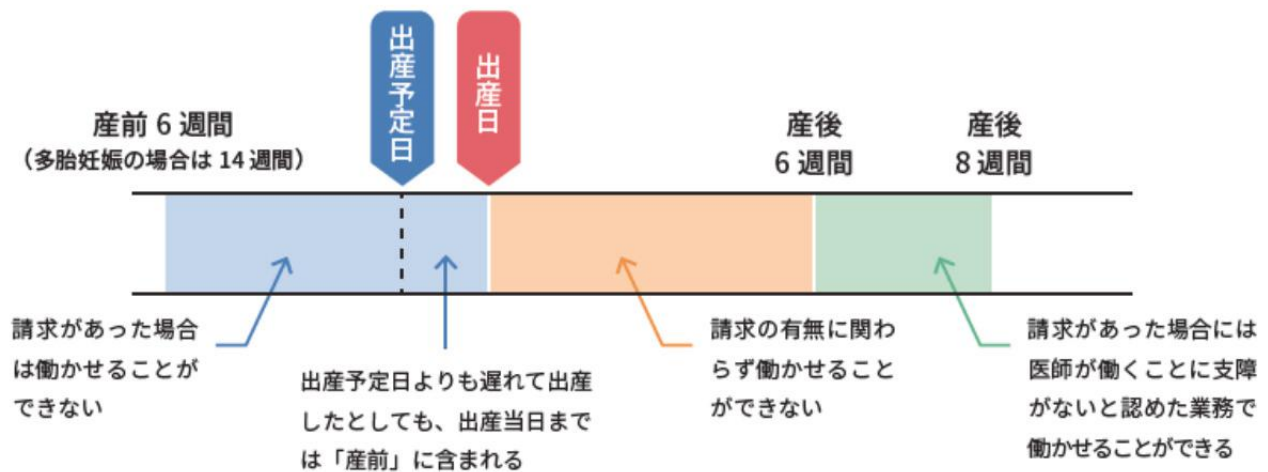 出産予定日
出産日
産前 6 週間
（多胎妊娠の場合は 14 週間）
産後
6 週間
産後
8 週間
請求があった場合
は働かせることが
できない
出産予定日よりも遅れて出産
したとしても、出産当日まで
は「産前」に含まれる
請求の有無に関わ
らず働かせること
ができない
請求があった場合には
医師が働くことに支障
がないと認めた業務で
働かせることができる